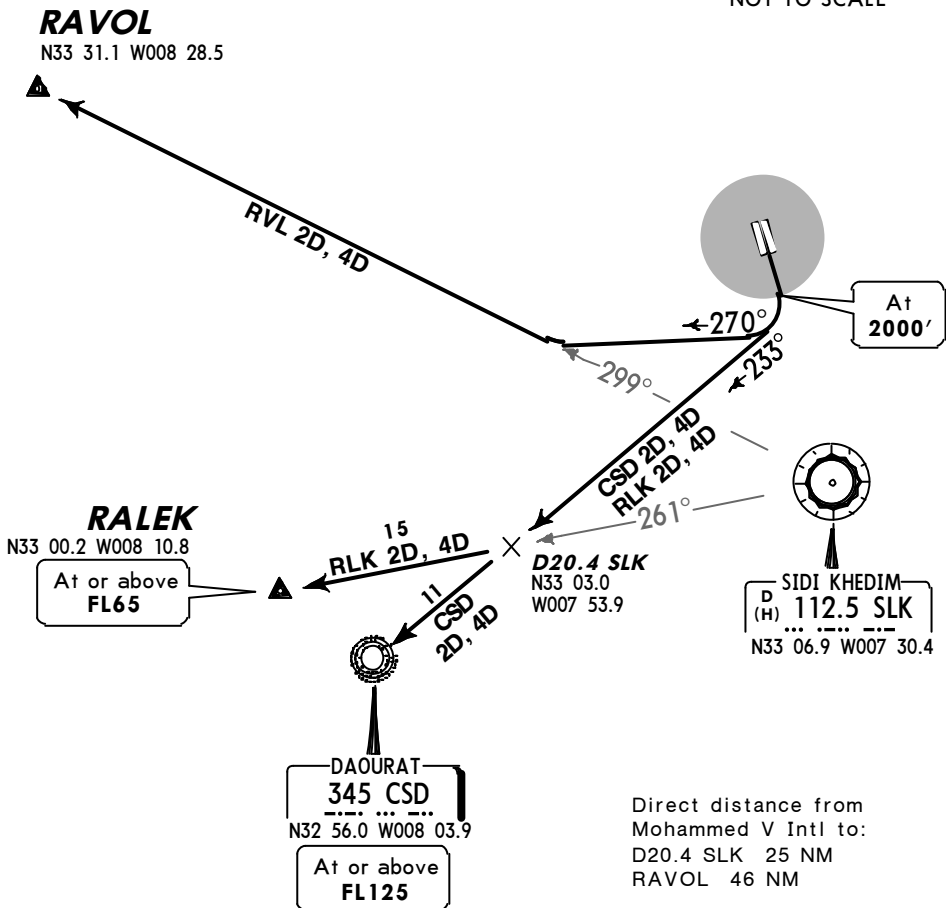 NOT TO SCALE
RAVOL
N33 31.1 W008 28.5
RVL 2D, 4D
270°
At
2000'
233°
299°
CSD 2D, 4D
RLK 2D, 4D
261°
RALEK
N33 00.2 W008 10.8
At or above
FL65
15
RLK 2D, 4D
D20.4 SLK
N33 03.0
W007 53.9
11
CSD
2D, 4D
SIDI KHEDIM
D
(H) 112.5 SLK
N33 06.9 W007 30.4
DAOURAT
345 CSD
N32 56.0 W008 03.9
At or above
FL125
Direct distance from
Mohammed V Intl to:
D20.4 SLK 25 NM
RAVOL 46 NM